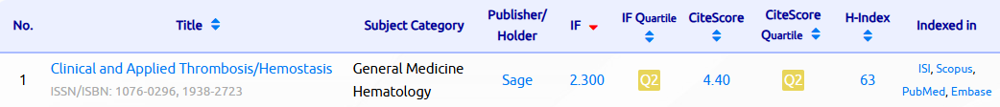 No. Title Subject Category Publisher/ Holder IF IF Quartile CiteScore CiteScore Quartile H-Index Indexed in
1 Clinical and Applied Thrombosis/Hemostasis General Medicine Sage 2.300 Q2 4.40 Q2 63 ISI, Scopus,
ISSN/ISBN: 1076-0296, 1938-2723 Hematology PubMed, Embase